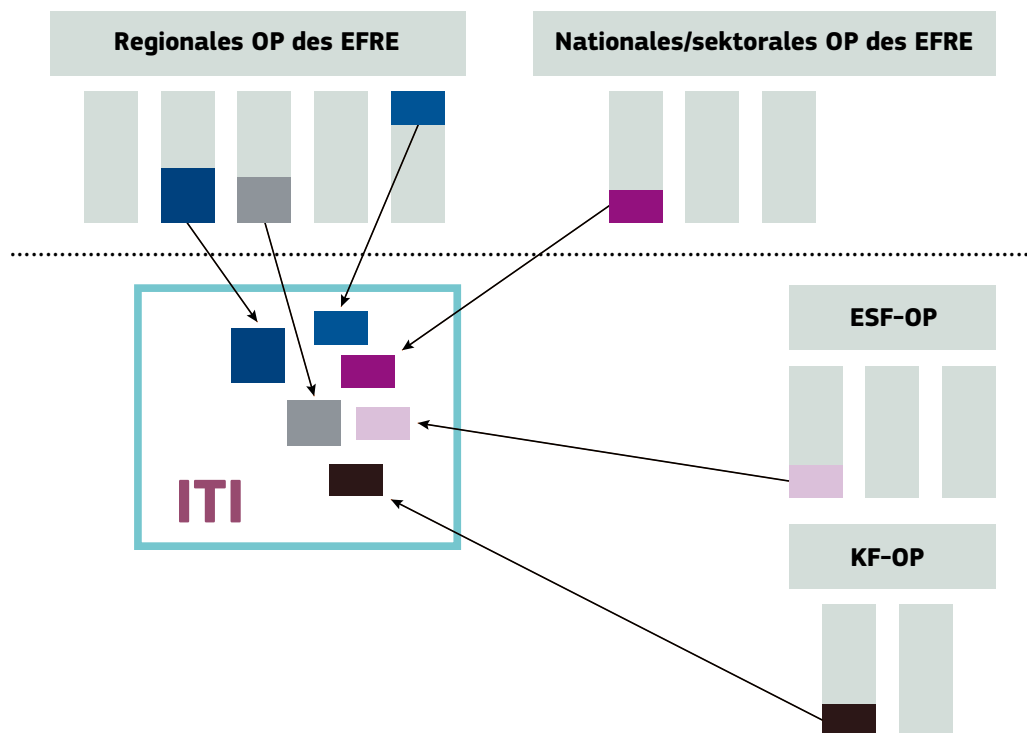 Regionales OP des EFRE
Nationales/sektorales OP des EFRE
ESF-OP
ITI
KF-OP